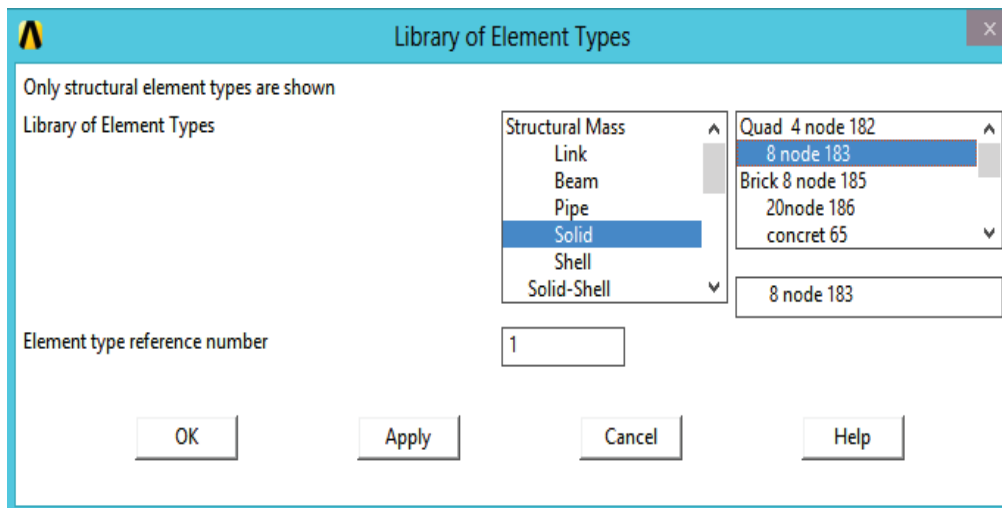 Library of Element Types
Only structural element types are shown
Library of Element Types
Structural Mass
Link
Beam
Pipe
Solid
Shell
Solid-Shell
Quad 4 node 182
8 node 183
Brick 8 node 185
20node 186
concret 65
8 node 183
Element type reference number
1
OK
Apply
Cancel
Help